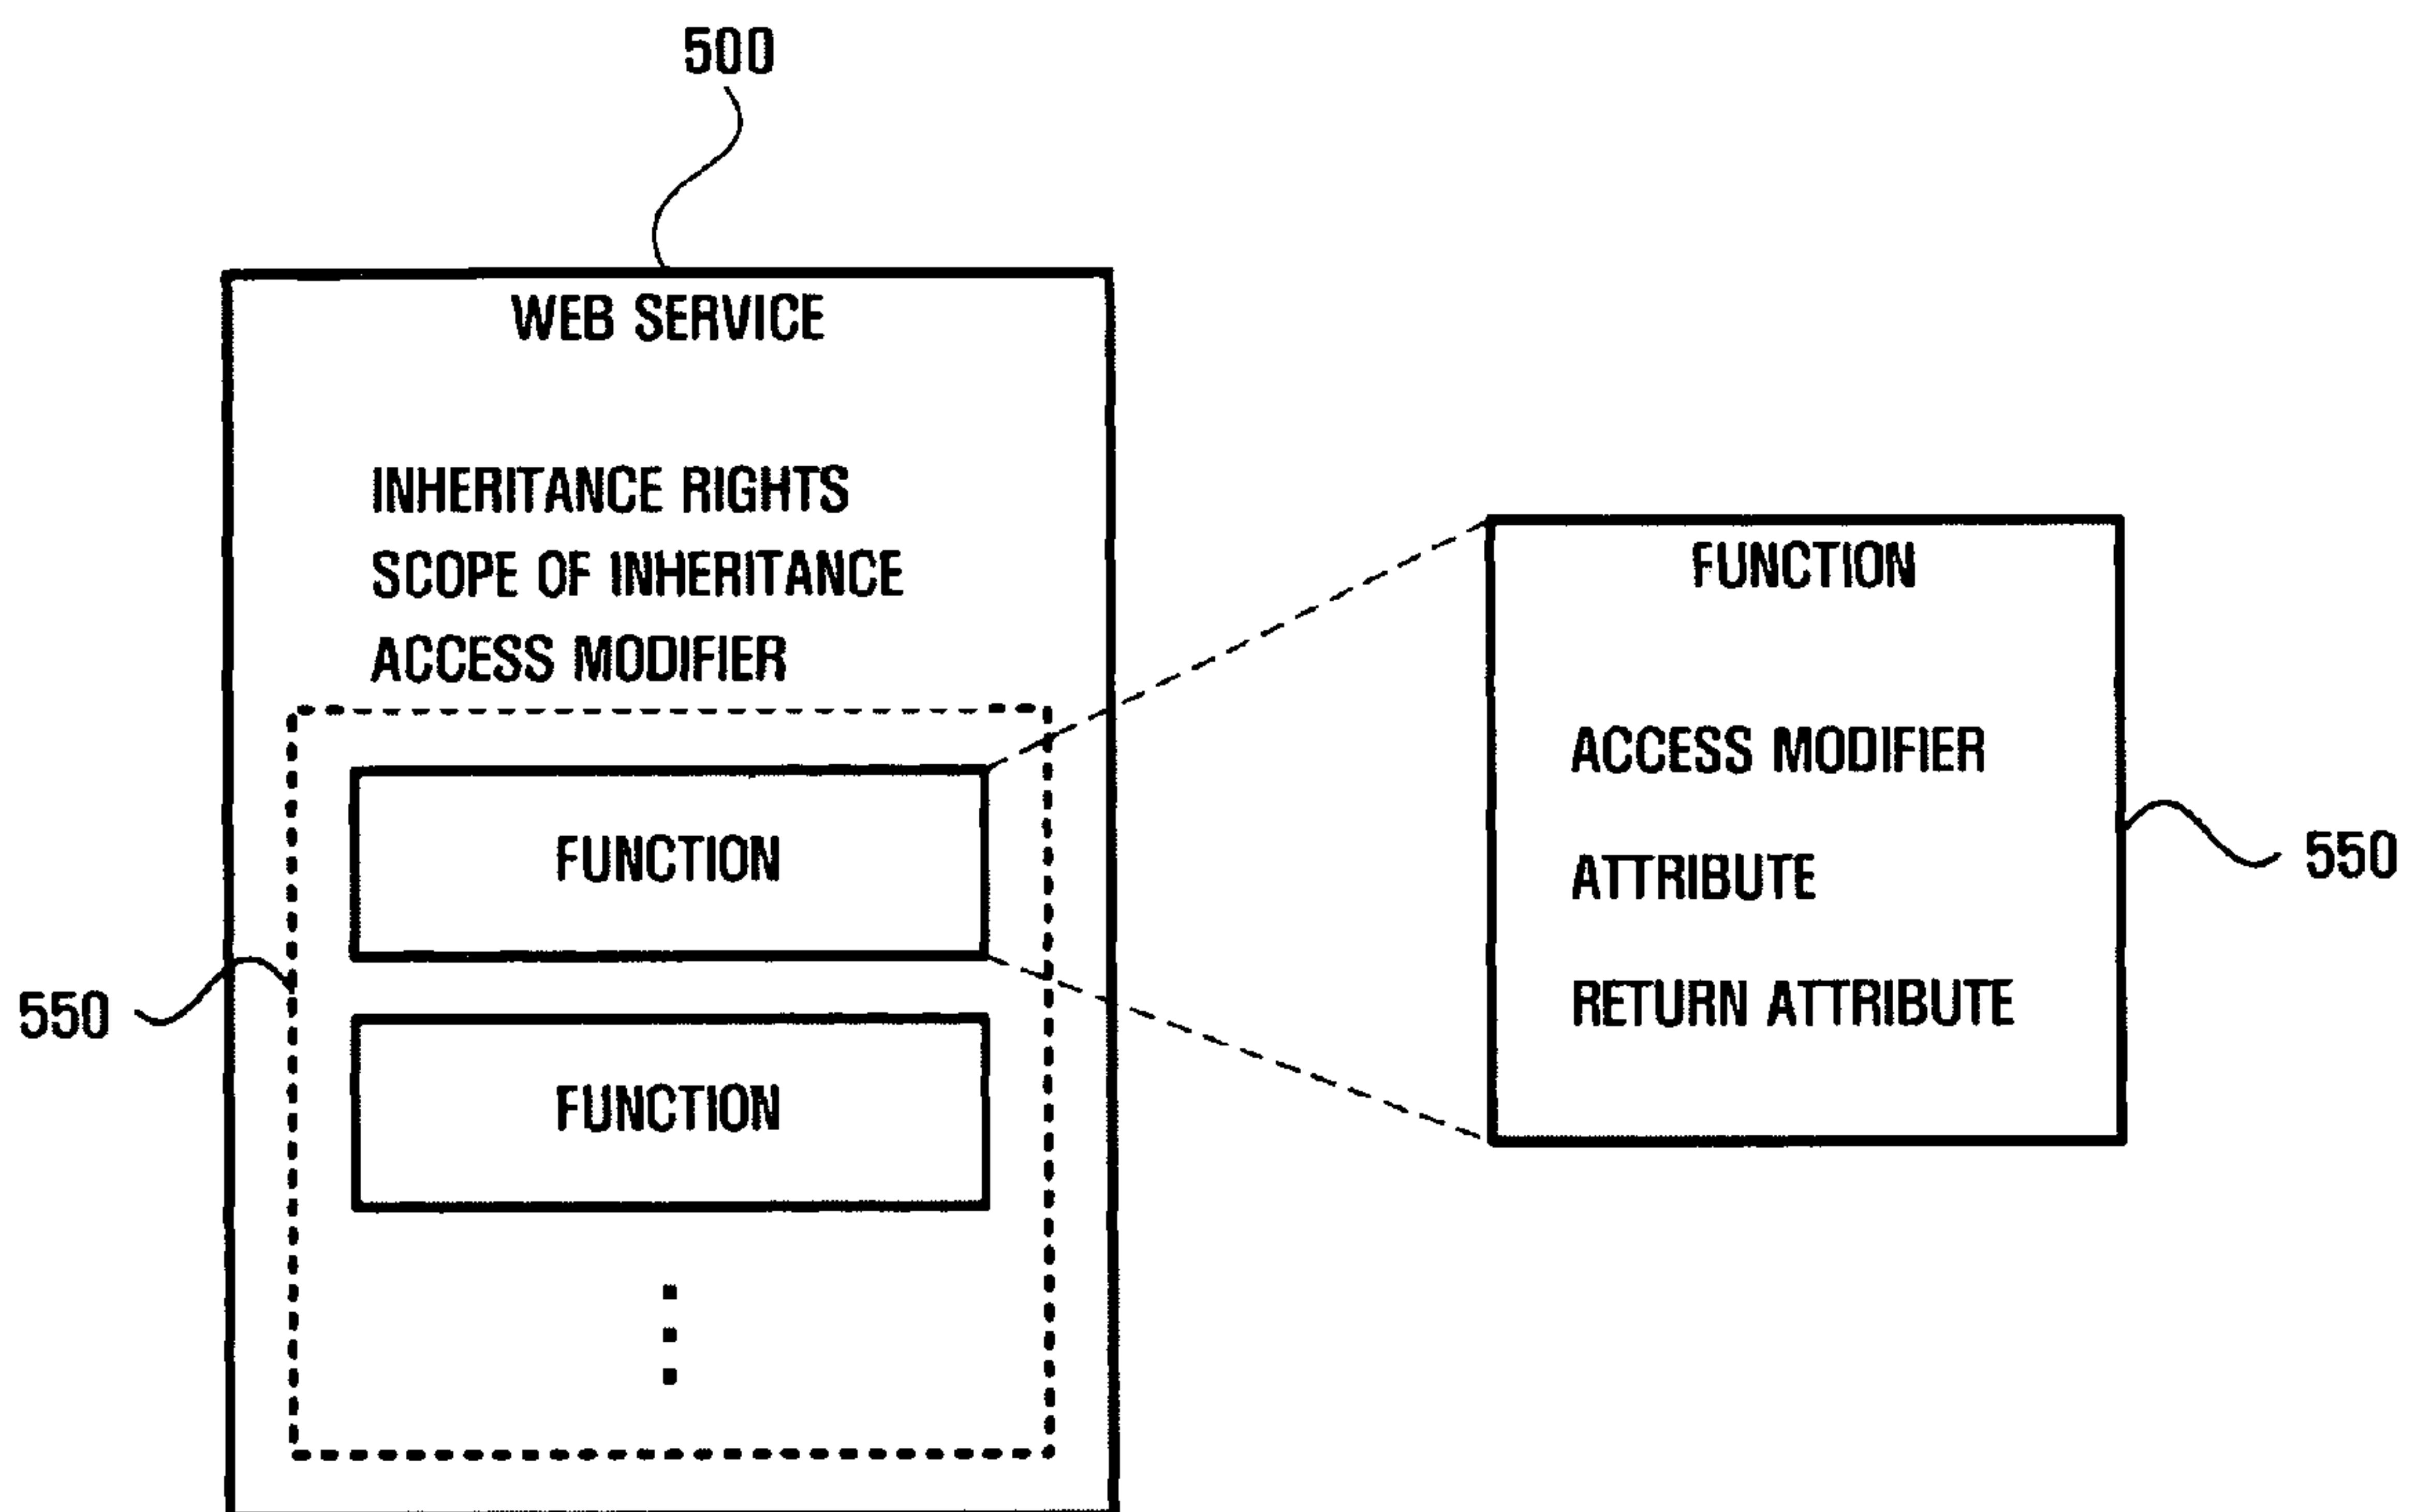 500
WEB SERVICE
INHERITANCE RIGHTS
SCOPE OF INHERITANCE
ACCESS MODIFIER
FUNCTION
FUNCTION
550
FUNCTION
ACCESS MODIFIER
ATTRIBUTE
RETURN ATTRIBUTE
550